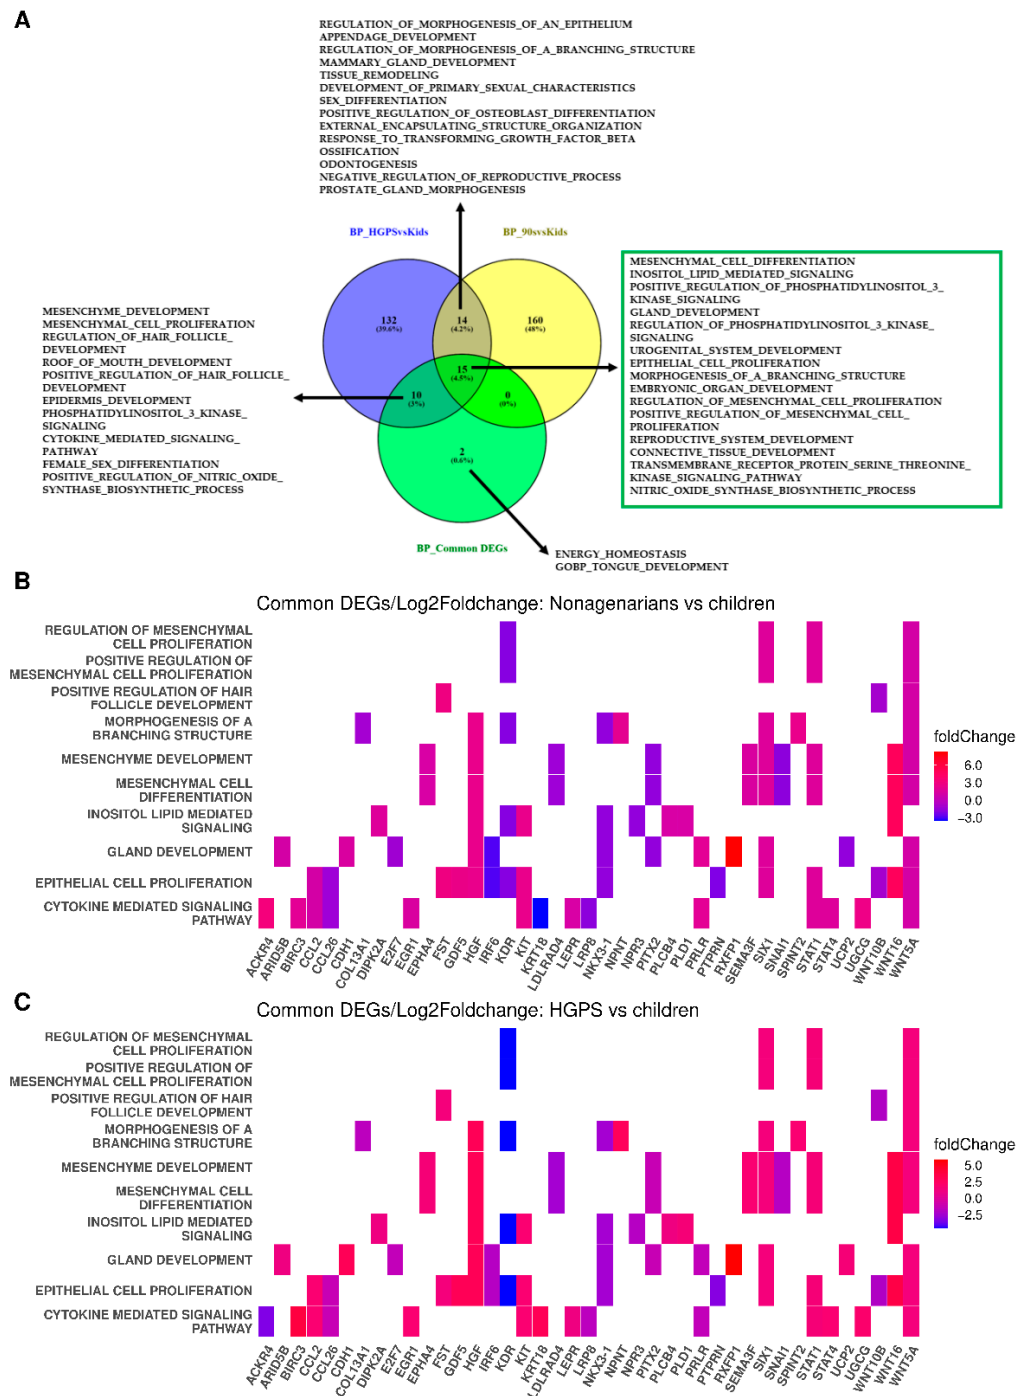 A
REGULATION_OF_MORPHOGENESIS_OF_AN_EPITHELIUM
APPENDAGE_DEVELOPMENT
REGULATION_OF_MORPHOGENESIS_OF_A_BRANCHING_STRUCTURE
MAMMARY_GLAND_DEVELOPMENT
TISSUE_REMODELING
DEVELOPMENT_OF_PRIMARY_SEXUAL_CHARACTERISTICS
SEX_DIFFERENTIATION
POSITIVE_REGULATION_OF_OSTEOBLAST_DIFFERENTIATION
EXTERNAL_ENCAPSULATING_STRUCTURE_ORGANIZATION
RESPONSE_TO_TRANSFORMING_GROWTH_FACTOR_BETA
OSSIFICATION
ODONTOGENESIS
NEGATIVE_REGULATION_OF_REPRODUCTIVE_PROCESS
PROSTATE_GLAND_MORPHOGENESIS
BP_HGPSvsKids
BP_90svsKids
132
(39.6%)
14
(4.2%)
160
(48%)
15
(4.5%)
10
(3%)
0
(0%)
2
(0.6%)
BP_Common DEGs
MESENCHYME_DEVELOPMENT
MESENCHYMAL_CELL_PROLIFERATION
REGULATION_OF_HAIR_FOLLICLE_
DEVELOPMENT
ROOF_OF_MOUTH_DEVELOPMENT
POSITIVE_REGULATION_OF_HAIR_FOLLICLE_
DEVELOPMENT
EPIDERMIS_DEVELOPMENT
PHOSPHATIDYLINOSITOL_3_KINASE_
SIGNALING
CYTOKINE_MEDIATED_SIGNALING_
PATHWAY
FEMALE_SEX_DIFFERENTIATION
POSITIVE_REGULATION_OF_NITRIC_OXIDE_
SYNTHASE_BIOSYNTHETIC_PROCESS
MESENCHYMAL_CELL_DIFFERENTIATION
INOSITOL_LIPID_MEDIATED_SIGNALING
POSITIVE_REGULATION_OF_PHOSPHATIDYLINOSITOL_3_
KINASE_SIGNALING
GLAND_DEVELOPMENT
REGULATION_OF_PHOSPHATIDYLINOSITOL_3_KINASE_
SIGNALING
UROGENITAL_SYSTEM_DEVELOPMENT
EPITHELIAL_CELL_PROLIFERATION
MORPHOGENESIS_OF_A_BRANCHING_STRUCTURE
EMBRYONIC_ORGAN_DEVELOPMENT
REGULATION_OF_MESENCHYMAL_CELL_PROLIFERATION
POSITIVE_REGULATION_OF_MESENCHYMAL_CELL_
PROLIFERATION
REPRODUCTIVE_SYSTEM_DEVELOPMENT
CONNECTIVE_TISSUE_DEVELOPMENT
TRANSMEMBRANE_RECEPTOR_PROTEIN_SERINE_THREONINE_
KINASE_SIGNALING_PATHWAY
NITRIC_OXIDE_SYNTHASE_BIOSYNTHETIC_PROCESS
ENERGY_HOMEOSTASIS
GOBP_TONGUE_DEVELOPMENT
B
Common DEGs/Log2Foldchange: Nonagenarians vs children
REGULATION OF MESENCHYMAL
CELL PROLIFERATION
POSITIVE REGULATION OF
MESENCHYMAL CELL PROLIFERATION
POSITIVE REGULATION OF HAIR
FOLLICLE DEVELOPMENT
MORPHOGENESIS OF A
BRANCHING STRUCTURE
MESENCHYME DEVELOPMENT
MESENCHYMAL CELL
DIFFERENTIATION
INOSITOL LIPID MEDIATED
SIGNALING
GLAND DEVELOPMENT
EPITHELIAL CELL PROLIFERATION
CYTOKINE MEDIATED SIGNALING
PATHWAY
foldChange
6.0
3.0
0.0
−3.0
ACKR4
ARID5B
BIRC3
CCL2
CCL26
CDH1
COL13A1
DIPK2A
E2F7
EGR1
EPHA4
FST
GDF5
HGF
IRF6
KDR
KIT
KRT18
LDLRAD4
LEPR
LRP8
NKX3-1
NPNT
NPR3
PITX2
PLCB4
PLD1
PRLR
PTPRN
RXFP1
SEMA3F
SIX1
SNAI1
SPINT2
STAT1
STAT4
UCP2
UGCG
WNT10B
WNT16
WNT5A
C
Common DEGs/Log2Foldchange: HGPS vs children
REGULATION OF MESENCHYMAL
CELL PROLIFERATION
POSITIVE REGULATION OF
MESENCHYMAL CELL PROLIFERATION
POSITIVE REGULATION OF HAIR
FOLLICLE DEVELOPMENT
MORPHOGENESIS OF A
BRANCHING STRUCTURE
MESENCHYME DEVELOPMENT
MESENCHYMAL CELL
DIFFERENTIATION
INOSITOL LIPID MEDIATED
SIGNALING
GLAND DEVELOPMENT
EPITHELIAL CELL PROLIFERATION
CYTOKINE MEDIATED SIGNALING
PATHWAY
foldChange
5.0
2.5
0.0
−2.5
ACKR4
ARID5B
BIRC3
CCL2
CCL26
CDH1
COL13A1
DIPK2A
E2F7
EGR1
EPHA4
FST
GDF5
HGF
IRF6
KDR
KIT
KRT18
LDLRAD4
LEPR
LRP8
NKX3-1
NPNT
NPR3
PITX2
PLCB4
PLD1
PRLR
PTPRN
RXFP1
SEMA3F
SIX1
SNAI1
SPINT2
STAT1
STAT4
UCP2
UGCG
WNT10B
WNT16
WNT5A